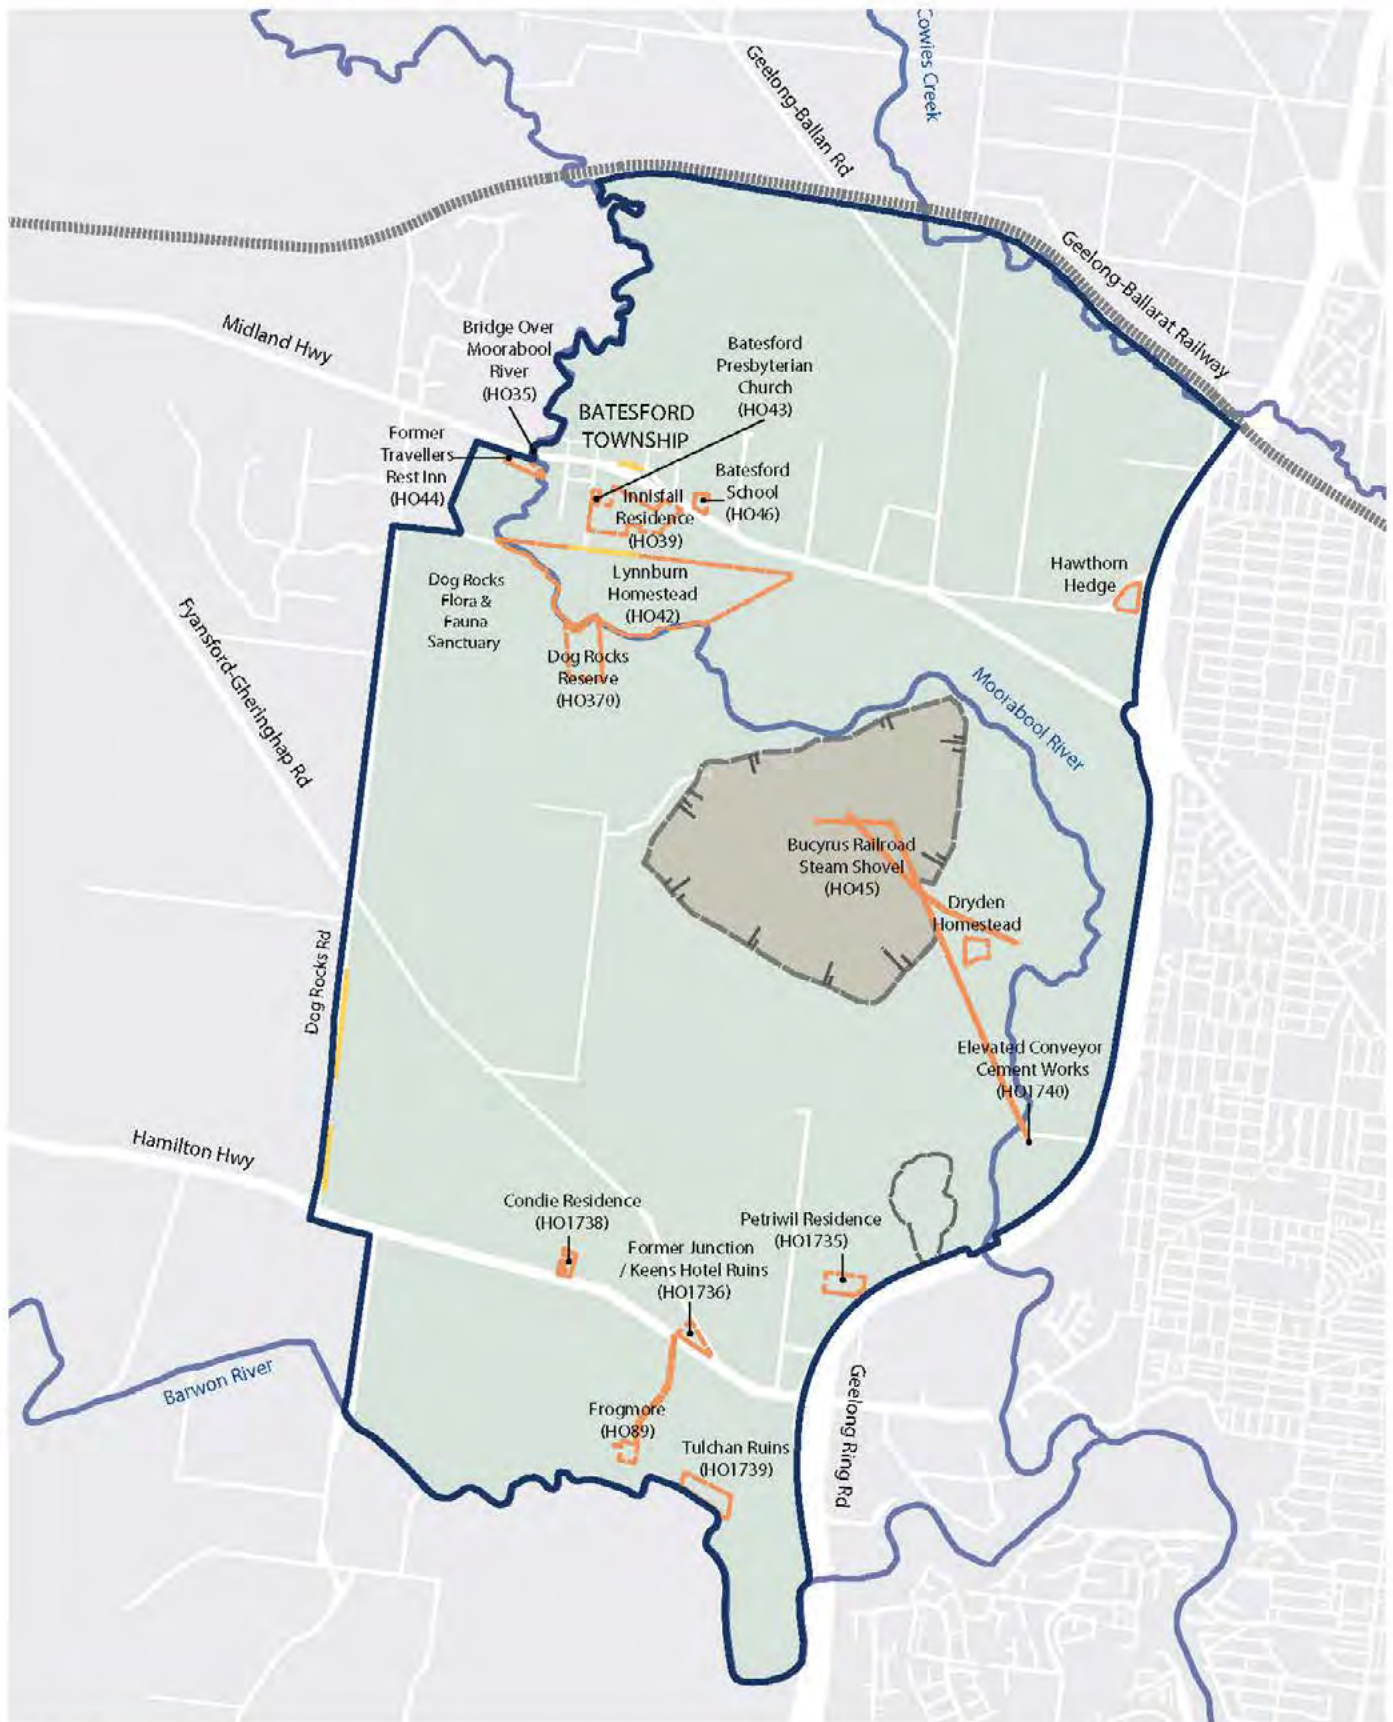 Cowies Creek
Geelong-Ballan Rd
Geelong-Ballarat Railway
Midland Hwy
Bridge Over
Moorabool
River
(HO35)
Batesford
Presbyterian
Church
(HO43)
BATESFORD
TOWNSHIP
Former
Travellers
Rest Inn
(HO44)
Batesford
School
(HO46)
Innisfail
Residence
(HO39)
Hawthorn
Hedge
Lynnburn
Homestead
(HO42)
Dog Rocks
Flora &
Fauna
Sanctuary
Dog Rocks
Reserve
(HO370)
Fyansford-Gheringhap Rd
Moorabool River
Bucyrus Railroad
Steam Shovel
(HO45)
Dryden
Homestead
Dog Rocks Rd
Elevated Conveyor
Cement Works
(HO1740)
Hamilton Hwy
Condie Residence
(HO1738)
Petriwil Residence
(HO1735)
Former Junction
/ Keens Hotel Ruins
(HO1736)
Barwon River
Geelong Ring Rd
Frogmore
(HO89)
Tulchan Ruins
(HO1739)